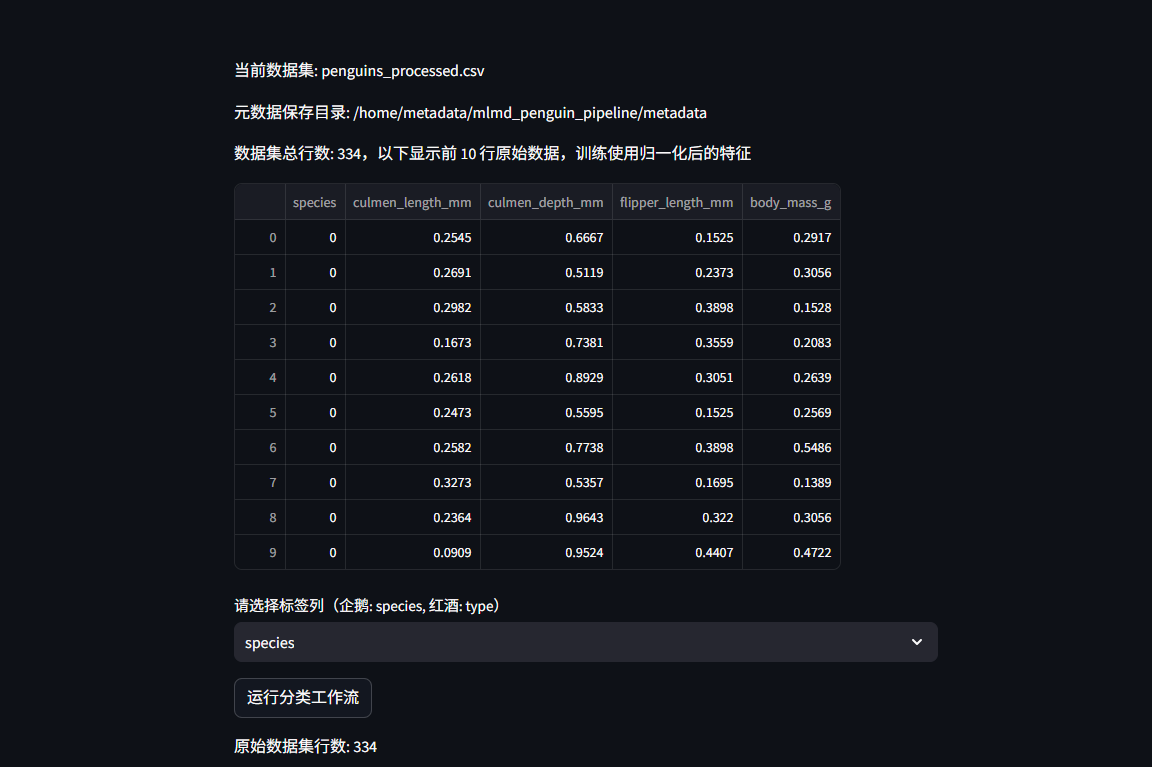 当前数据集: penguins_processed.csv
元数据保存目录: /home/metadata/mlmd_penguin_pipeline/metadata
数据集总行数: 334，以下显示前 10 行原始数据，训练使用归一化后的特征
species culmen_length_mm culmen_depth_mm flipper_length_mm body_mass_g
0 0 0.2545 0.6667 0.1525 0.2917
1 0 0.2691 0.5119 0.2373 0.3056
2 0 0.2982 0.5833 0.3898 0.1528
3 0 0.1673 0.7381 0.3559 0.2083
4 0 0.2618 0.8929 0.3051 0.2639
5 0 0.2473 0.5595 0.1525 0.2569
6 0 0.2582 0.7738 0.3898 0.5486
7 0 0.3273 0.5357 0.1695 0.1389
8 0 0.2364 0.9643 0.322 0.3056
9 0 0.0909 0.9524 0.4407 0.4722
请选择标签列（企鹅: species, 红酒: type）
species
运行分类工作流
原始数据集行数: 334